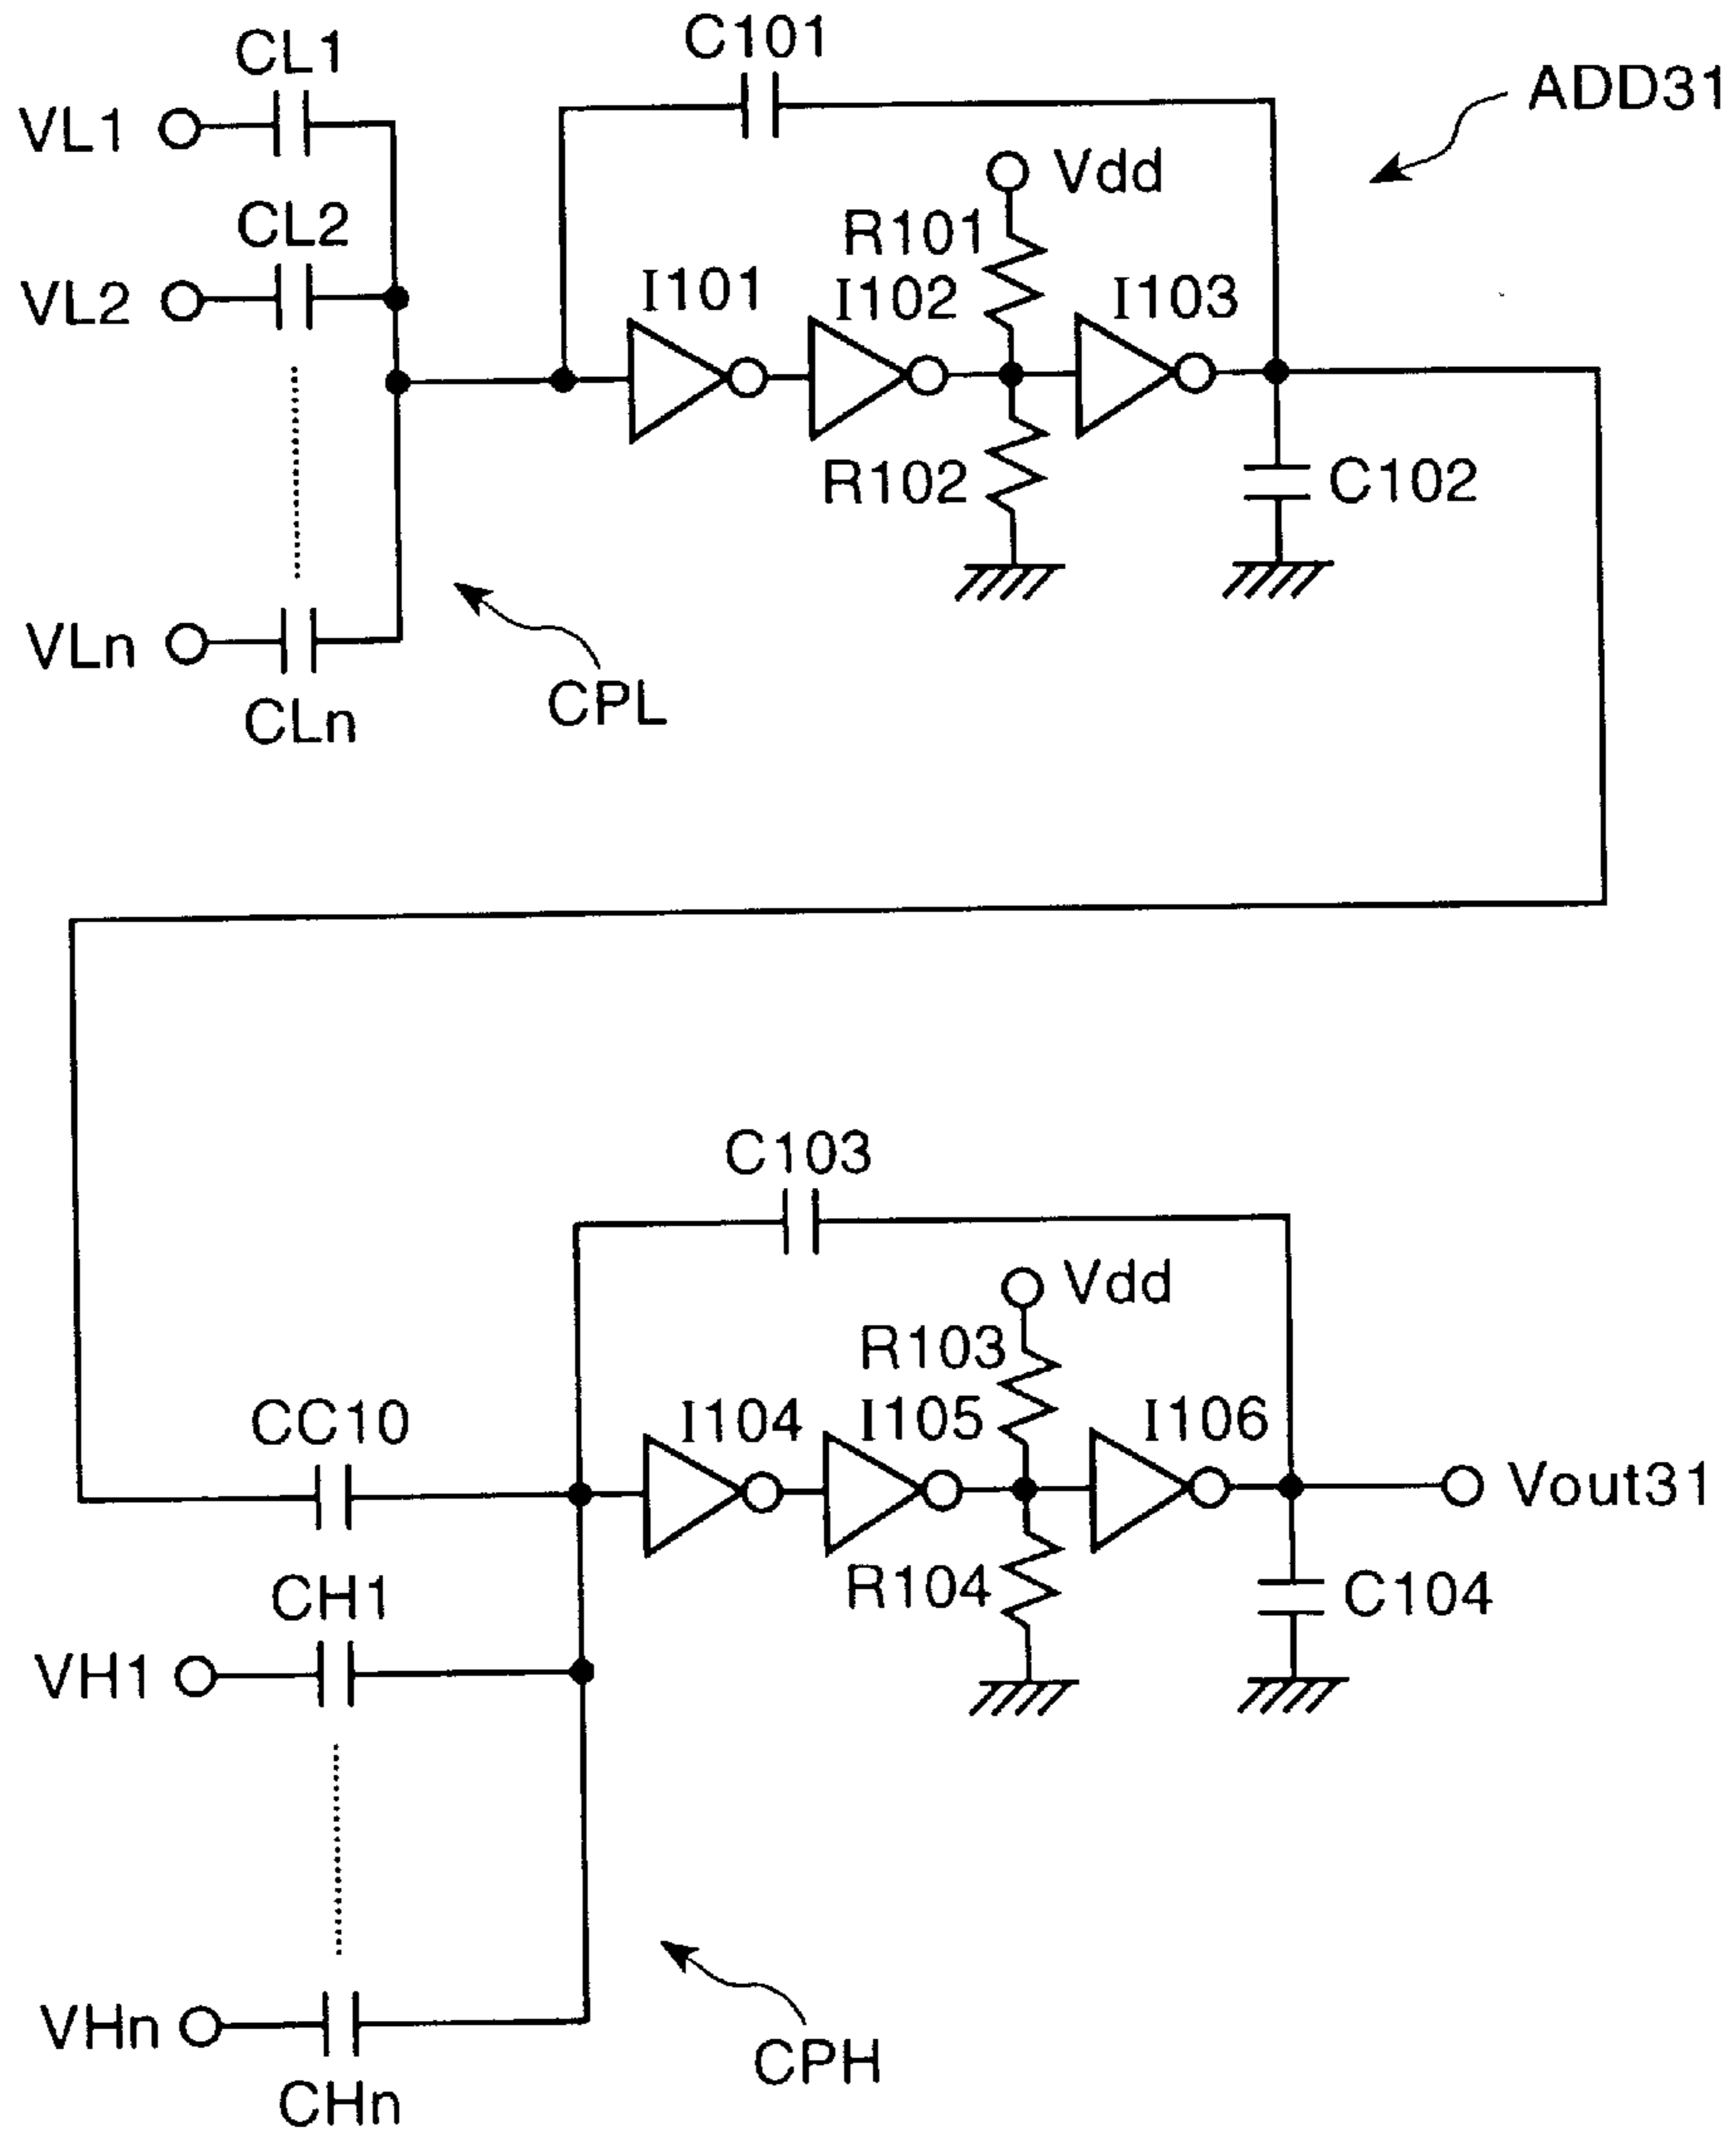 CL1
C101
ADD31
VL1
Vdd
CL2
R101
VL2
I101
I102
I103
R102
C102
VLn
CLn
CPL
C103
Vdd
R103
CC10
I104
I105
I106
Vout31
CH1
R104
C104
VH1
VHn
CHn
CPH